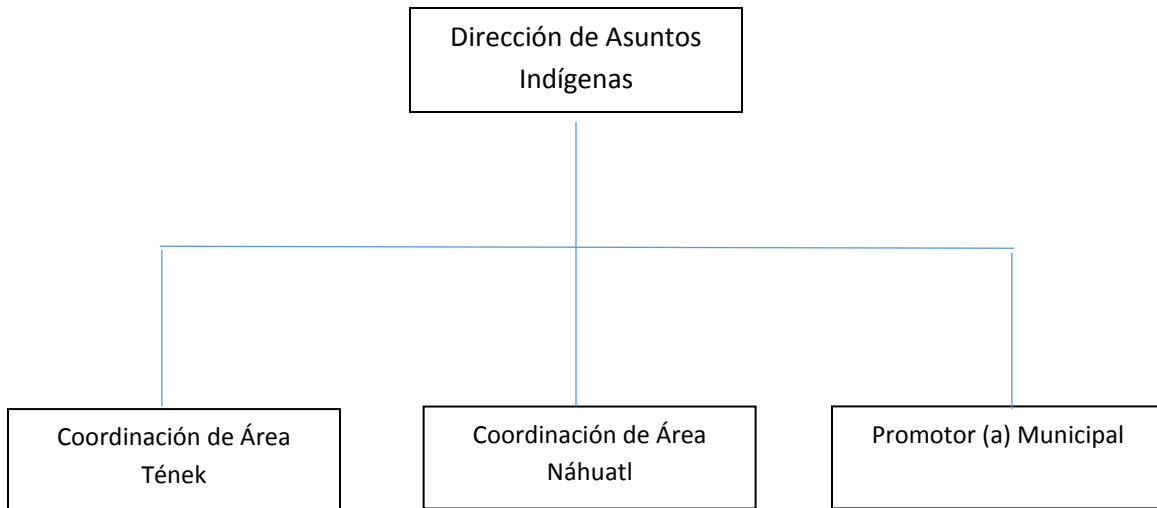 Dirección de Asuntos
Indígenas
Coordinación de Área
Tének
Coordinación de Área
Náhuatl
Promotor (a) Municipal